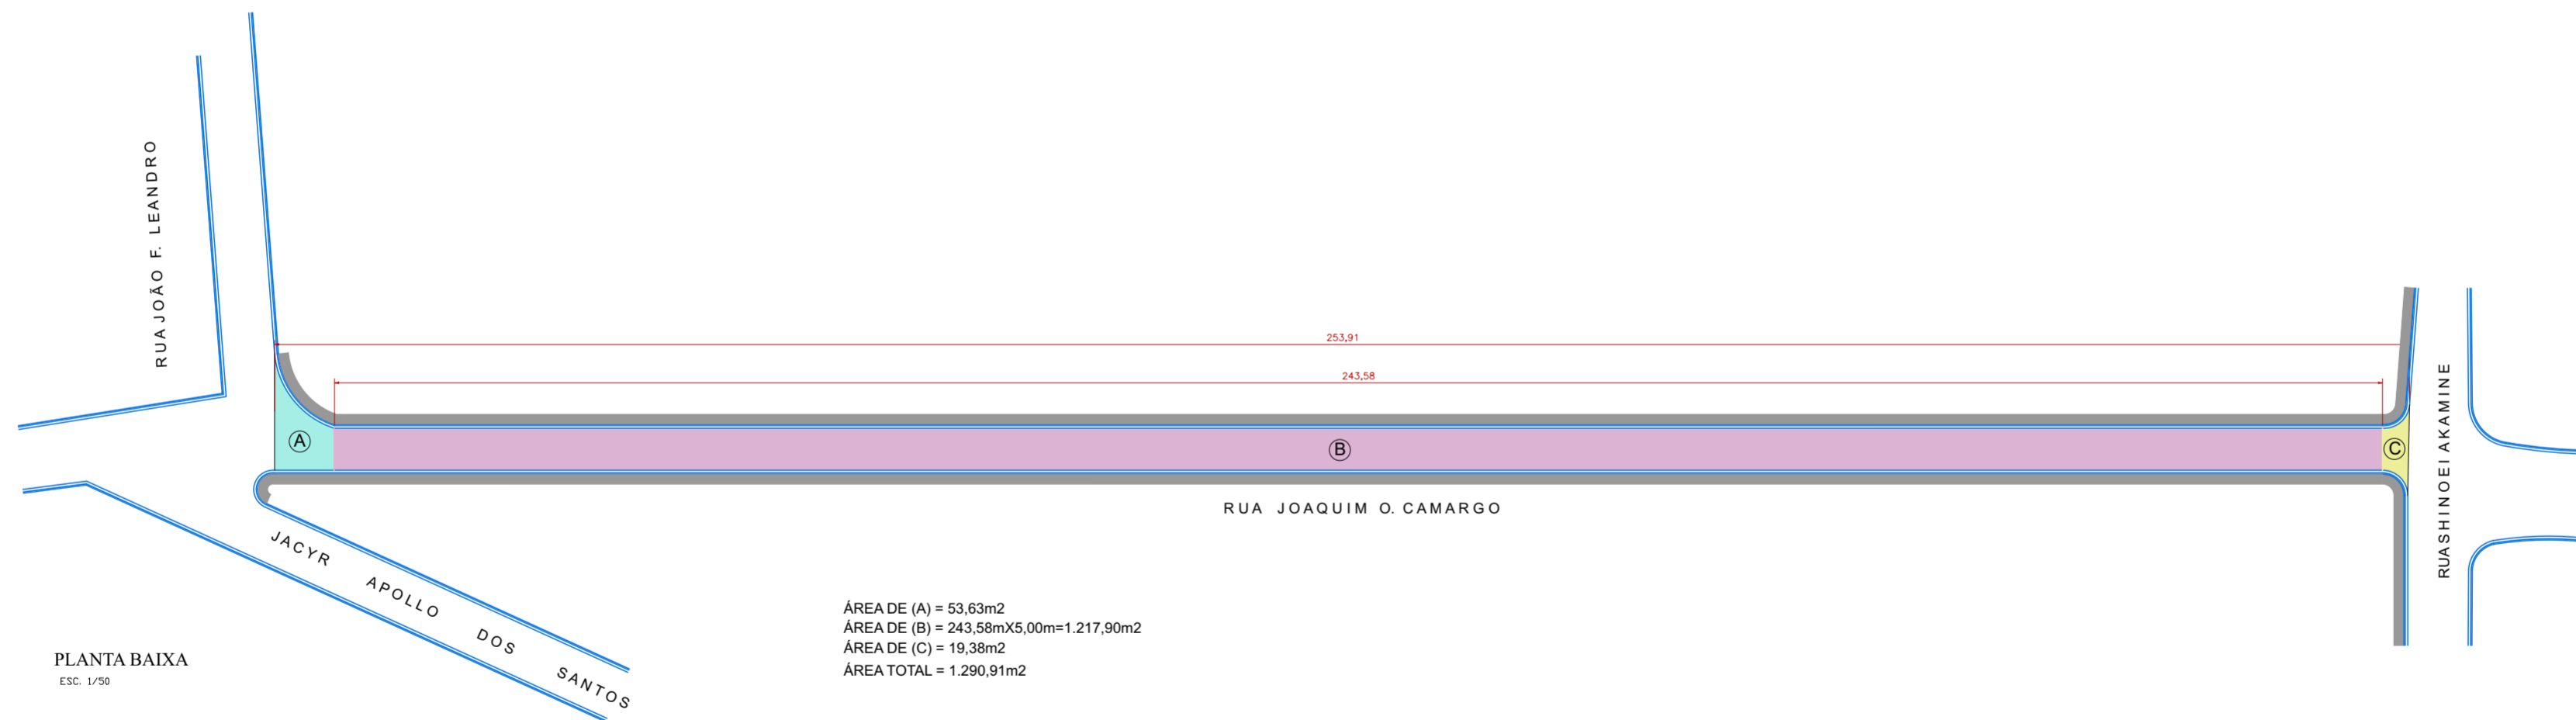 RUA JOÃO F. LEANDRO
253,91
243,58
A
B
C
RUA JOAQUIM O. CAMARGO
RUA SHINOEI AKAMINE
JACYR APOLLO DOS SANTOS
ÁREA DE (A) = 53,63m2
ÁREA DE (B) = 243,58mX5,00m=1.217,90m2
ÁREA DE (C) = 19,38m2
ÁREA TOTAL = 1.290,91m2
PLANTA BAIXA
ESC. 1/50